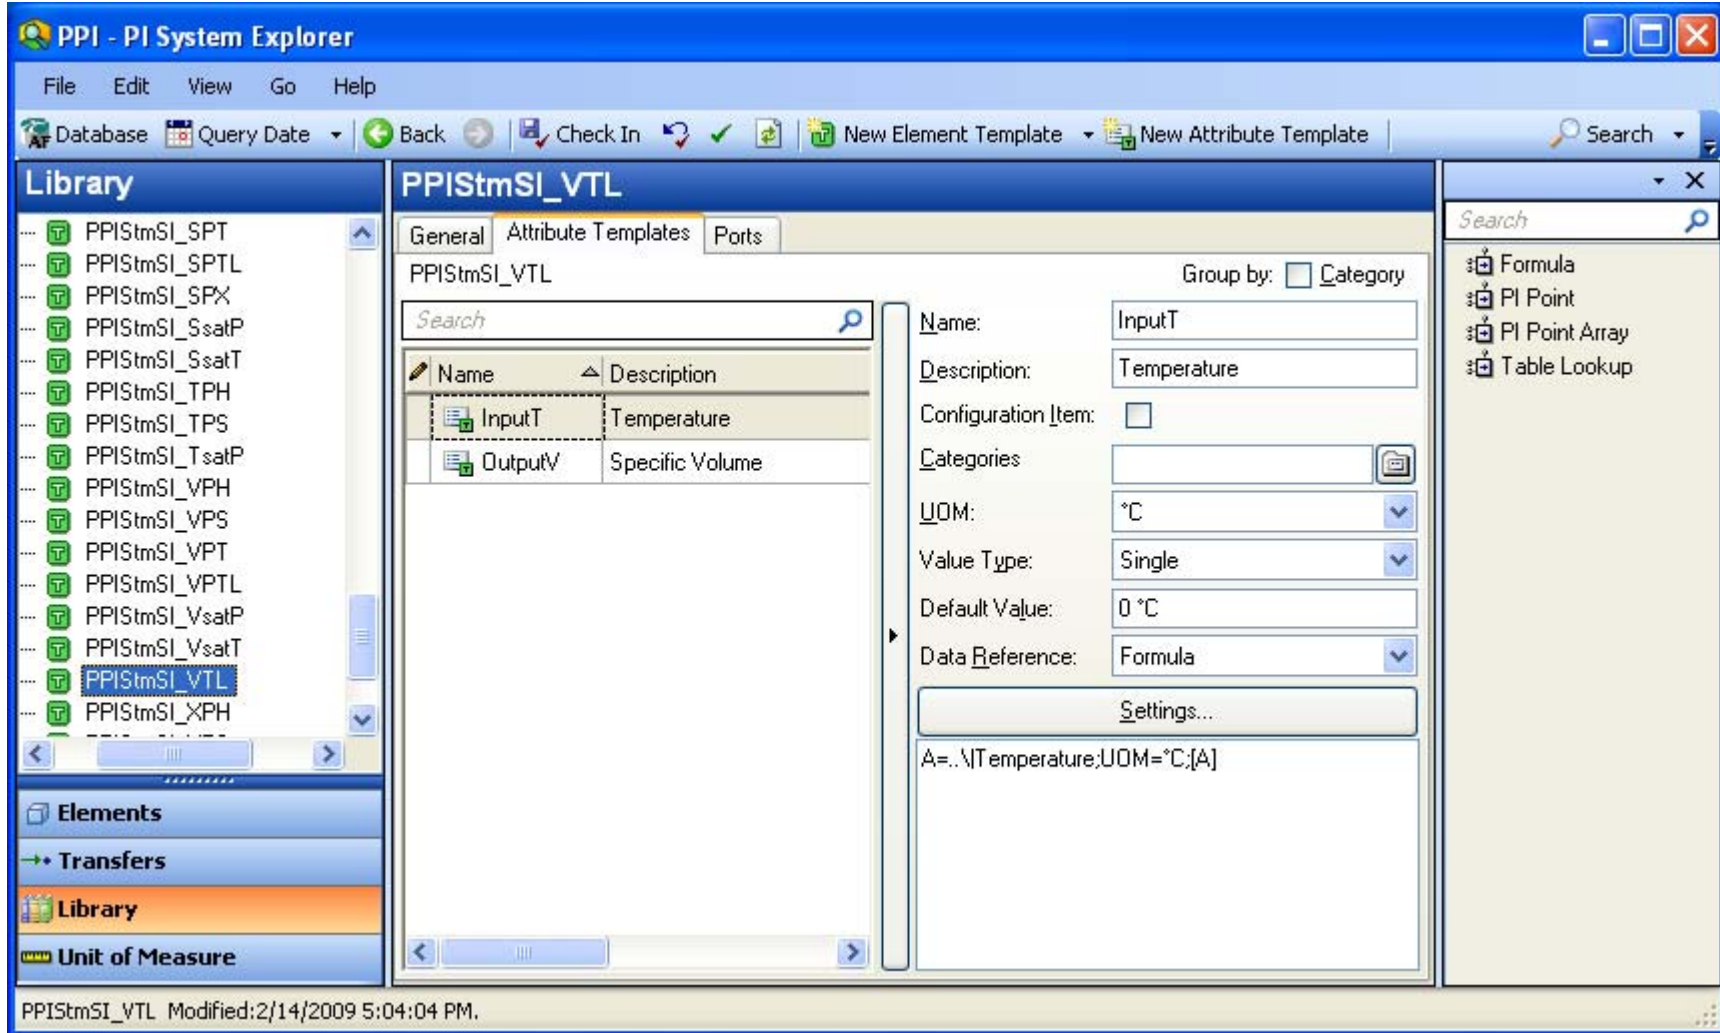 PPI - PI System Explorer
File Edit View Go Help
Database Query Date Back Check In New Element Template New Attribute Template Search
Library
PPIStmSI_SPT
PPIStmSI_SPTL
PPIStmSI_SPX
PPIStmSI_SsatP
PPIStmSI_SsatT
PPIStmSI_TPH
PPIStmSI_TPS
PPIStmSI_TsatP
PPIStmSI_VPH
PPIStmSI_VPS
PPIStmSI_VPT
PPIStmSI_VPTL
PPIStmSI_VsatP
PPIStmSI_VsatT
PPIStmSI_VTL
PPIStmSI_XPH
Elements
Transfers
Library
Unit of Measure
PPIStmSI_VTL
General Attribute Templates Ports
PPIStmSI_VTL Group by: Category
Search
Name Description
InputT Temperature
OutputV Specific Volume
Name: InputT
Description: Temperature
Configuration Item:
Categories
UOM: °C
Value Type: Single
Default Value: 0 °C
Data Reference: Formula
Settings...
A=..\|Temperature;UOM=°C;[A]
Search
Formula
PI Point
PI Point Array
Table Lookup
PPIStmSI_VTL Modified:2/14/2009 5:04:04 PM.